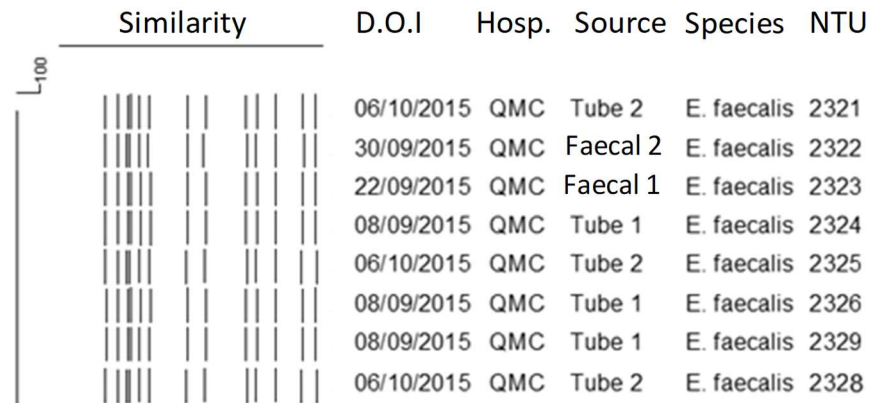 Similarity D.O.I Hosp. Source Species NTU
100
06/10/2015 QMC Tube 2 E. faecalis 2321
30/09/2015 QMC Faecal 2 E. faecalis 2322
22/09/2015 QMC Faecal 1 E. faecalis 2323
08/09/2015 QMC Tube 1 E. faecalis 2324
06/10/2015 QMC Tube 2 E. faecalis 2325
08/09/2015 QMC Tube 1 E. faecalis 2326
08/09/2015 QMC Tube 1 E. faecalis 2329
06/10/2015 QMC Tube 2 E. faecalis 2328